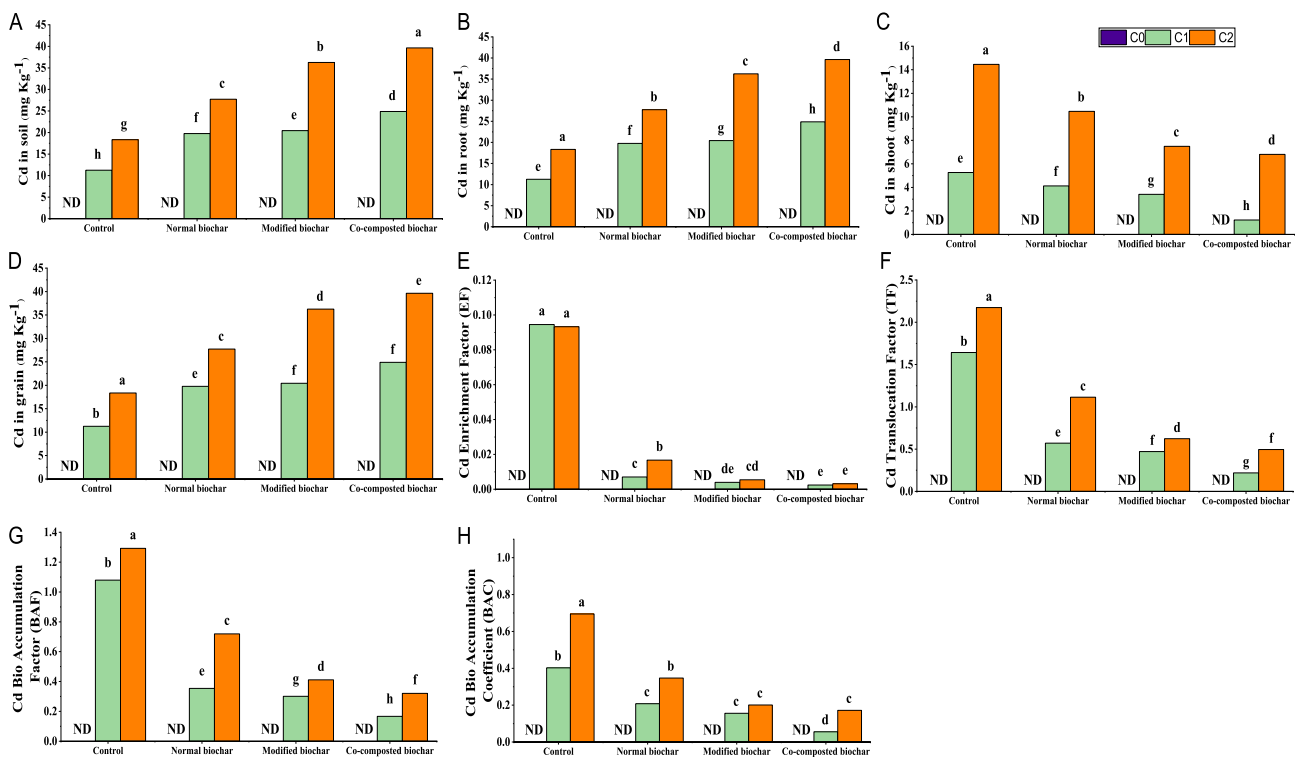 A
Cd in soil (mg Kg⁻¹)
45
40
35
30
25
20
15
10
5
0
ND h g
ND f c
ND e b
ND d a
Control Normal biochar Modified biochar Co-composted biochar
B
Cd in root (mg Kg⁻¹)
45
40
35
30
25
20
15
10
5
0
ND e a
ND f b
ND g c
ND h d
Control Normal biochar Modified biochar Co-composted biochar
C
C0 C1 C2
Cd in shoot (mg Kg⁻¹)
16
14
12
10
8
6
4
2
0
ND e a
ND f b
ND g c
ND h d
Control Normal biochar Modified biochar Co-composted biochar
D
Cd in grain (mg Kg⁻¹)
45
40
35
30
25
20
15
10
5
0
ND b a
ND e c
ND f d
ND f e
Control Normal biochar Modified biochar Co-composted biochar
E
Cd Enrichment Factor (EF)
0.12
0.10
0.08
0.06
0.04
0.02
0.00
ND a a
ND c b
ND de cd
ND e e
Control Normal biochar Modified biochar Co-composted biochar
F
Cd Translocation Factor (TF)
2.5
2.0
1.5
1.0
0.5
0.0
ND b a
ND e c
ND f d
ND g f
Control Normal biochar Modified biochar Co-composted biochar
G
Cd Bio Accumulation
Factor (BAF)
1.4
1.2
1.0
0.8
0.6
0.4
0.2
0.0
ND b a
ND e c
ND g d
ND h f
Control Normal biochar Modified biochar Co-composted biochar
H
Cd Bio Accumulation
Coefficient (BAC)
1.0
0.8
0.6
0.4
0.2
0.0
ND b a
ND c b
ND c c
ND d c
Control Normal biochar Modified biochar Co-composted biochar